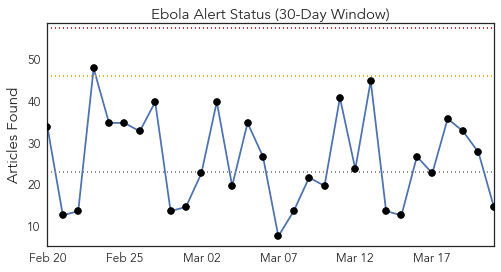 Ebola Alert Status (30-Day Window)
Articles Found
50
40
30
20
10
Feb 20
Feb 25
Mar 02
Mar 07
Mar 12
Mar 17